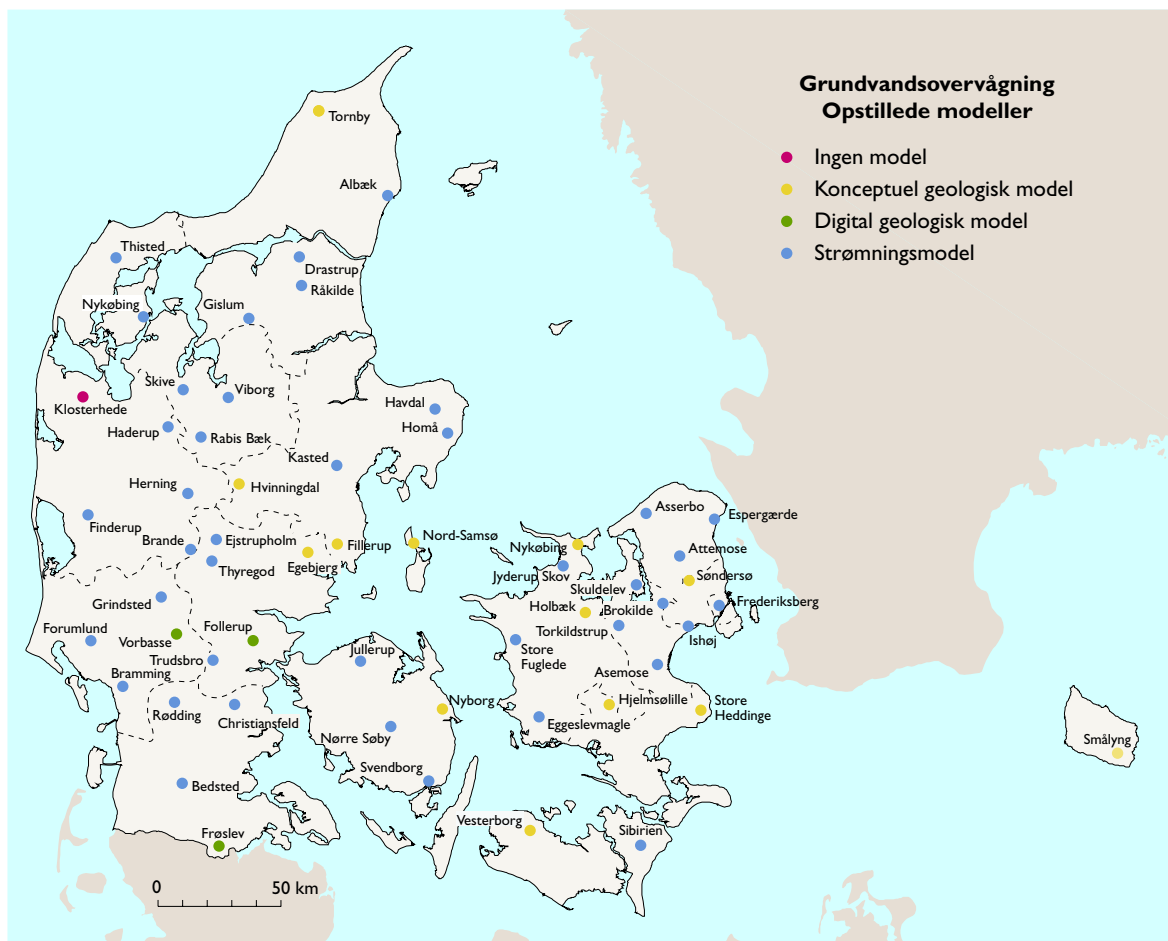 Grundvandsovervågning
Opstillede modeller
Ingen model
Konceptuel geologisk model
Digital geologisk model
Strømningsmodel
Tornby
Albæk
Thisted
Drastrup
Råkilde
Nykøbing
Gislum
Skive
Viborg
Klosterhede
Havdal
Haderup
Rabis Bæk
Homå
Kasted
Herning
Hvinningdal
Finderup
Asserbo
Espergærde
Brande
Ejstrupholm
Fillerup
Nord-Samsø
Nykøbing
Attemose
Egebjerg
Thyregod
Jyderup Skov
Søndersø
Skuldelev
Grindsted
Holbæk
Brokilde
Frederiksberg
Forumlund
Follerup
Torkildstrup
Vorbasse
Ishøj
Store
Fuglede
Jullerup
Trudsbro
Asemose
Bramming
Hjelmsølille
Store
Heddinge
Nyborg
Rødding
Christiansfeld
Eggeslevmagle
Nørre Søby
Smålyng
Svendborg
Bedsted
Vesterborg
Sibirien
Frøslev
0
50 km